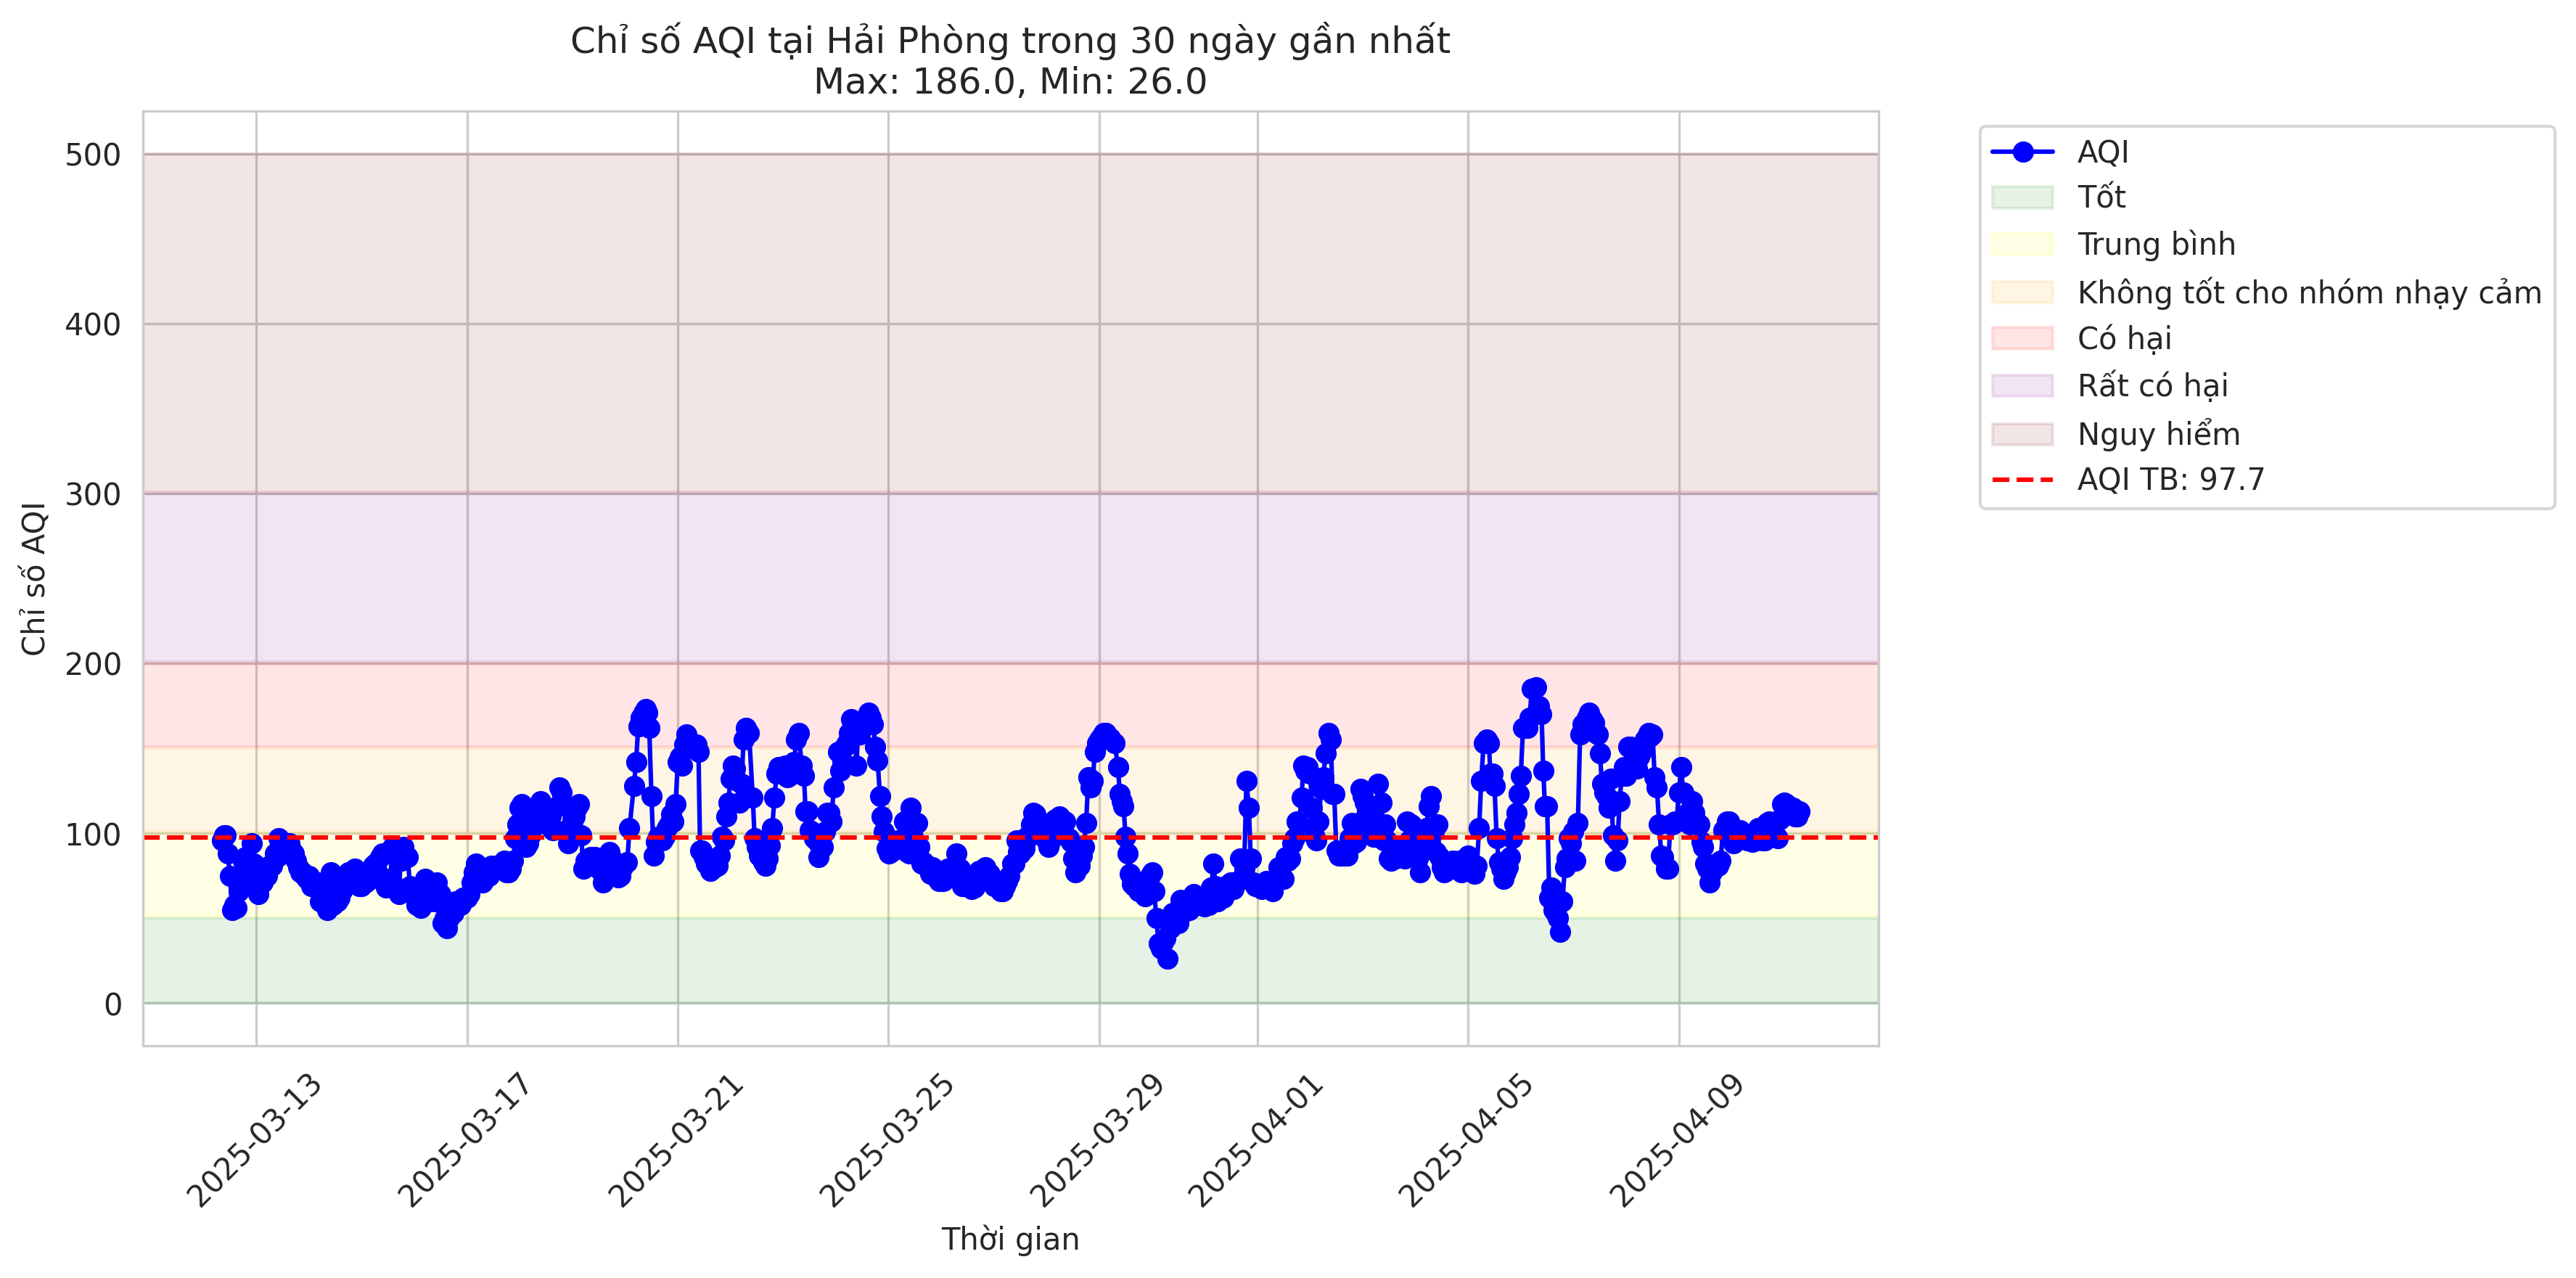 Chỉ số AQI tại Hải Phòng trong 30 ngày gần nhất
Max: 186.0, Min: 26.0
Chỉ số AQI
500
400
300
200
100
0
2025-03-13
2025-03-17
2025-03-21
2025-03-25
2025-03-29
2025-04-01
2025-04-05
2025-04-09
Thời gian
AQI
Tốt
Trung bình
Không tốt cho nhóm nhạy cảm
Có hại
Rất có hại
Nguy hiểm
AQI TB: 97.7